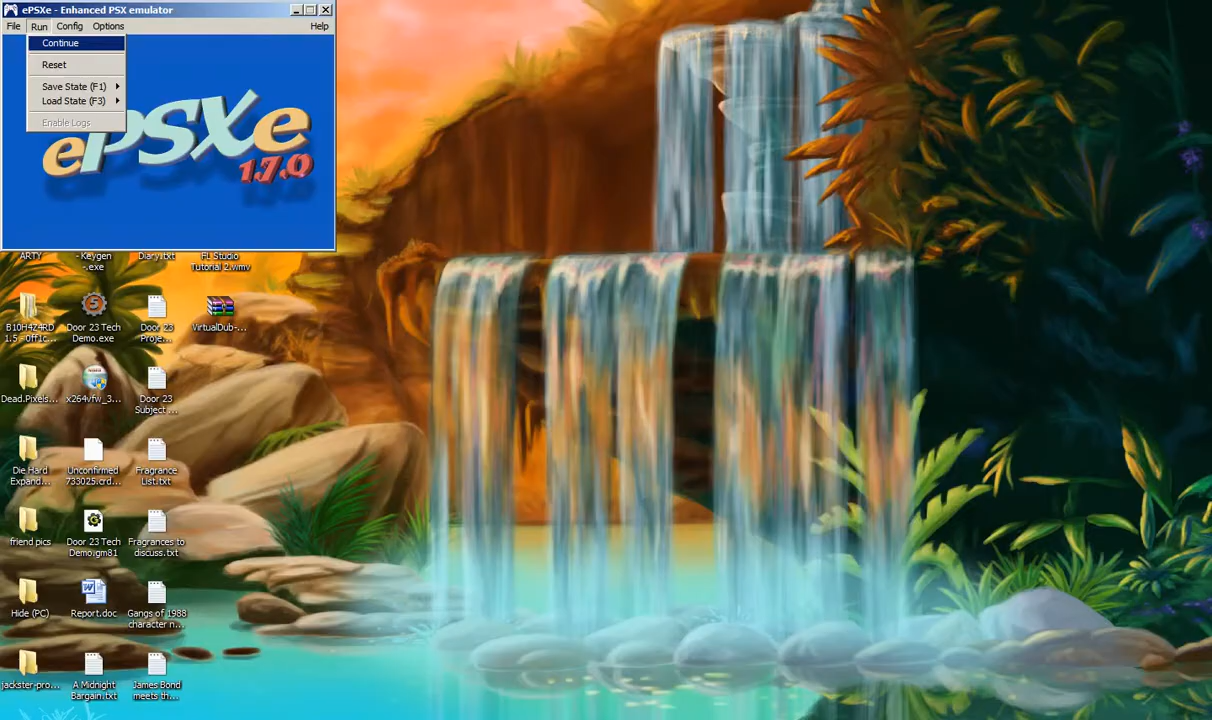 ePSXe - Enhanced PSX emulator
File Run Config Options Help
Continue
Reset
Save State (F1)
Load State (F3)
Enable Logs
ePSXe
1.7.0
ARTY
- Keygen
-.exe
Diary.txt
FL Studio
Tutorial 2.wmv
B10H4Z4RD
1.5 - 0ff1c...
Door 23 Tech
Demo.exe
Door 23
Proje...
VirtualDub-...
Dead.Pixels...
x264vfw_3...
Door 23
Subject ...
Die Hard
Expand...
Unconfirmed
733025.crd...
Fragrance
List.txt
friend pics
Door 23 Tech
Demo.gm81
Fragrances to
discuss.txt
Hide (PC)
Report.doc
Gangs of 1988
character n...
jackster-pro...
A Midnight
Bargain.txt
James Bond
meets th...